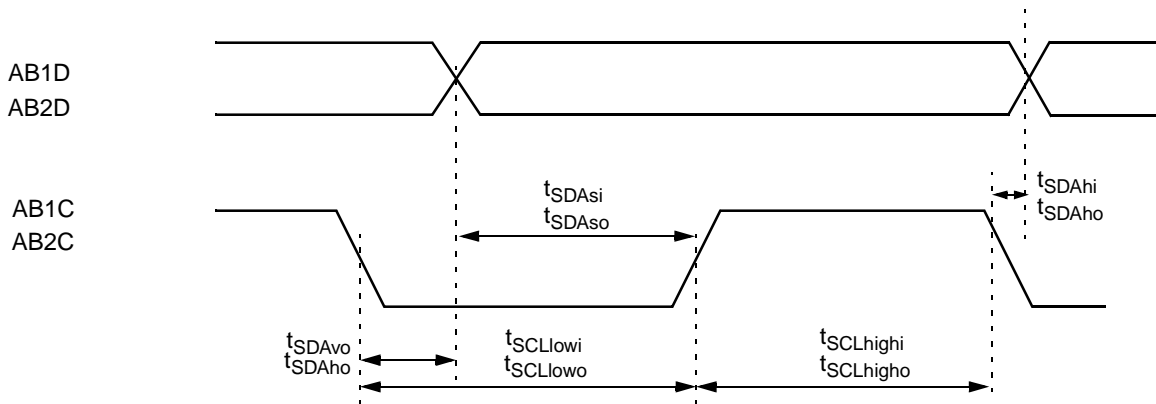 AB1D
AB2D
AB1C
AB2C
tSDAsi
tSDAso
tSDAhi
tSDAho
tSDAvo
tSDAho
tSCLlowi
tSCLlowo
tSCLhighi
tSCLhigho